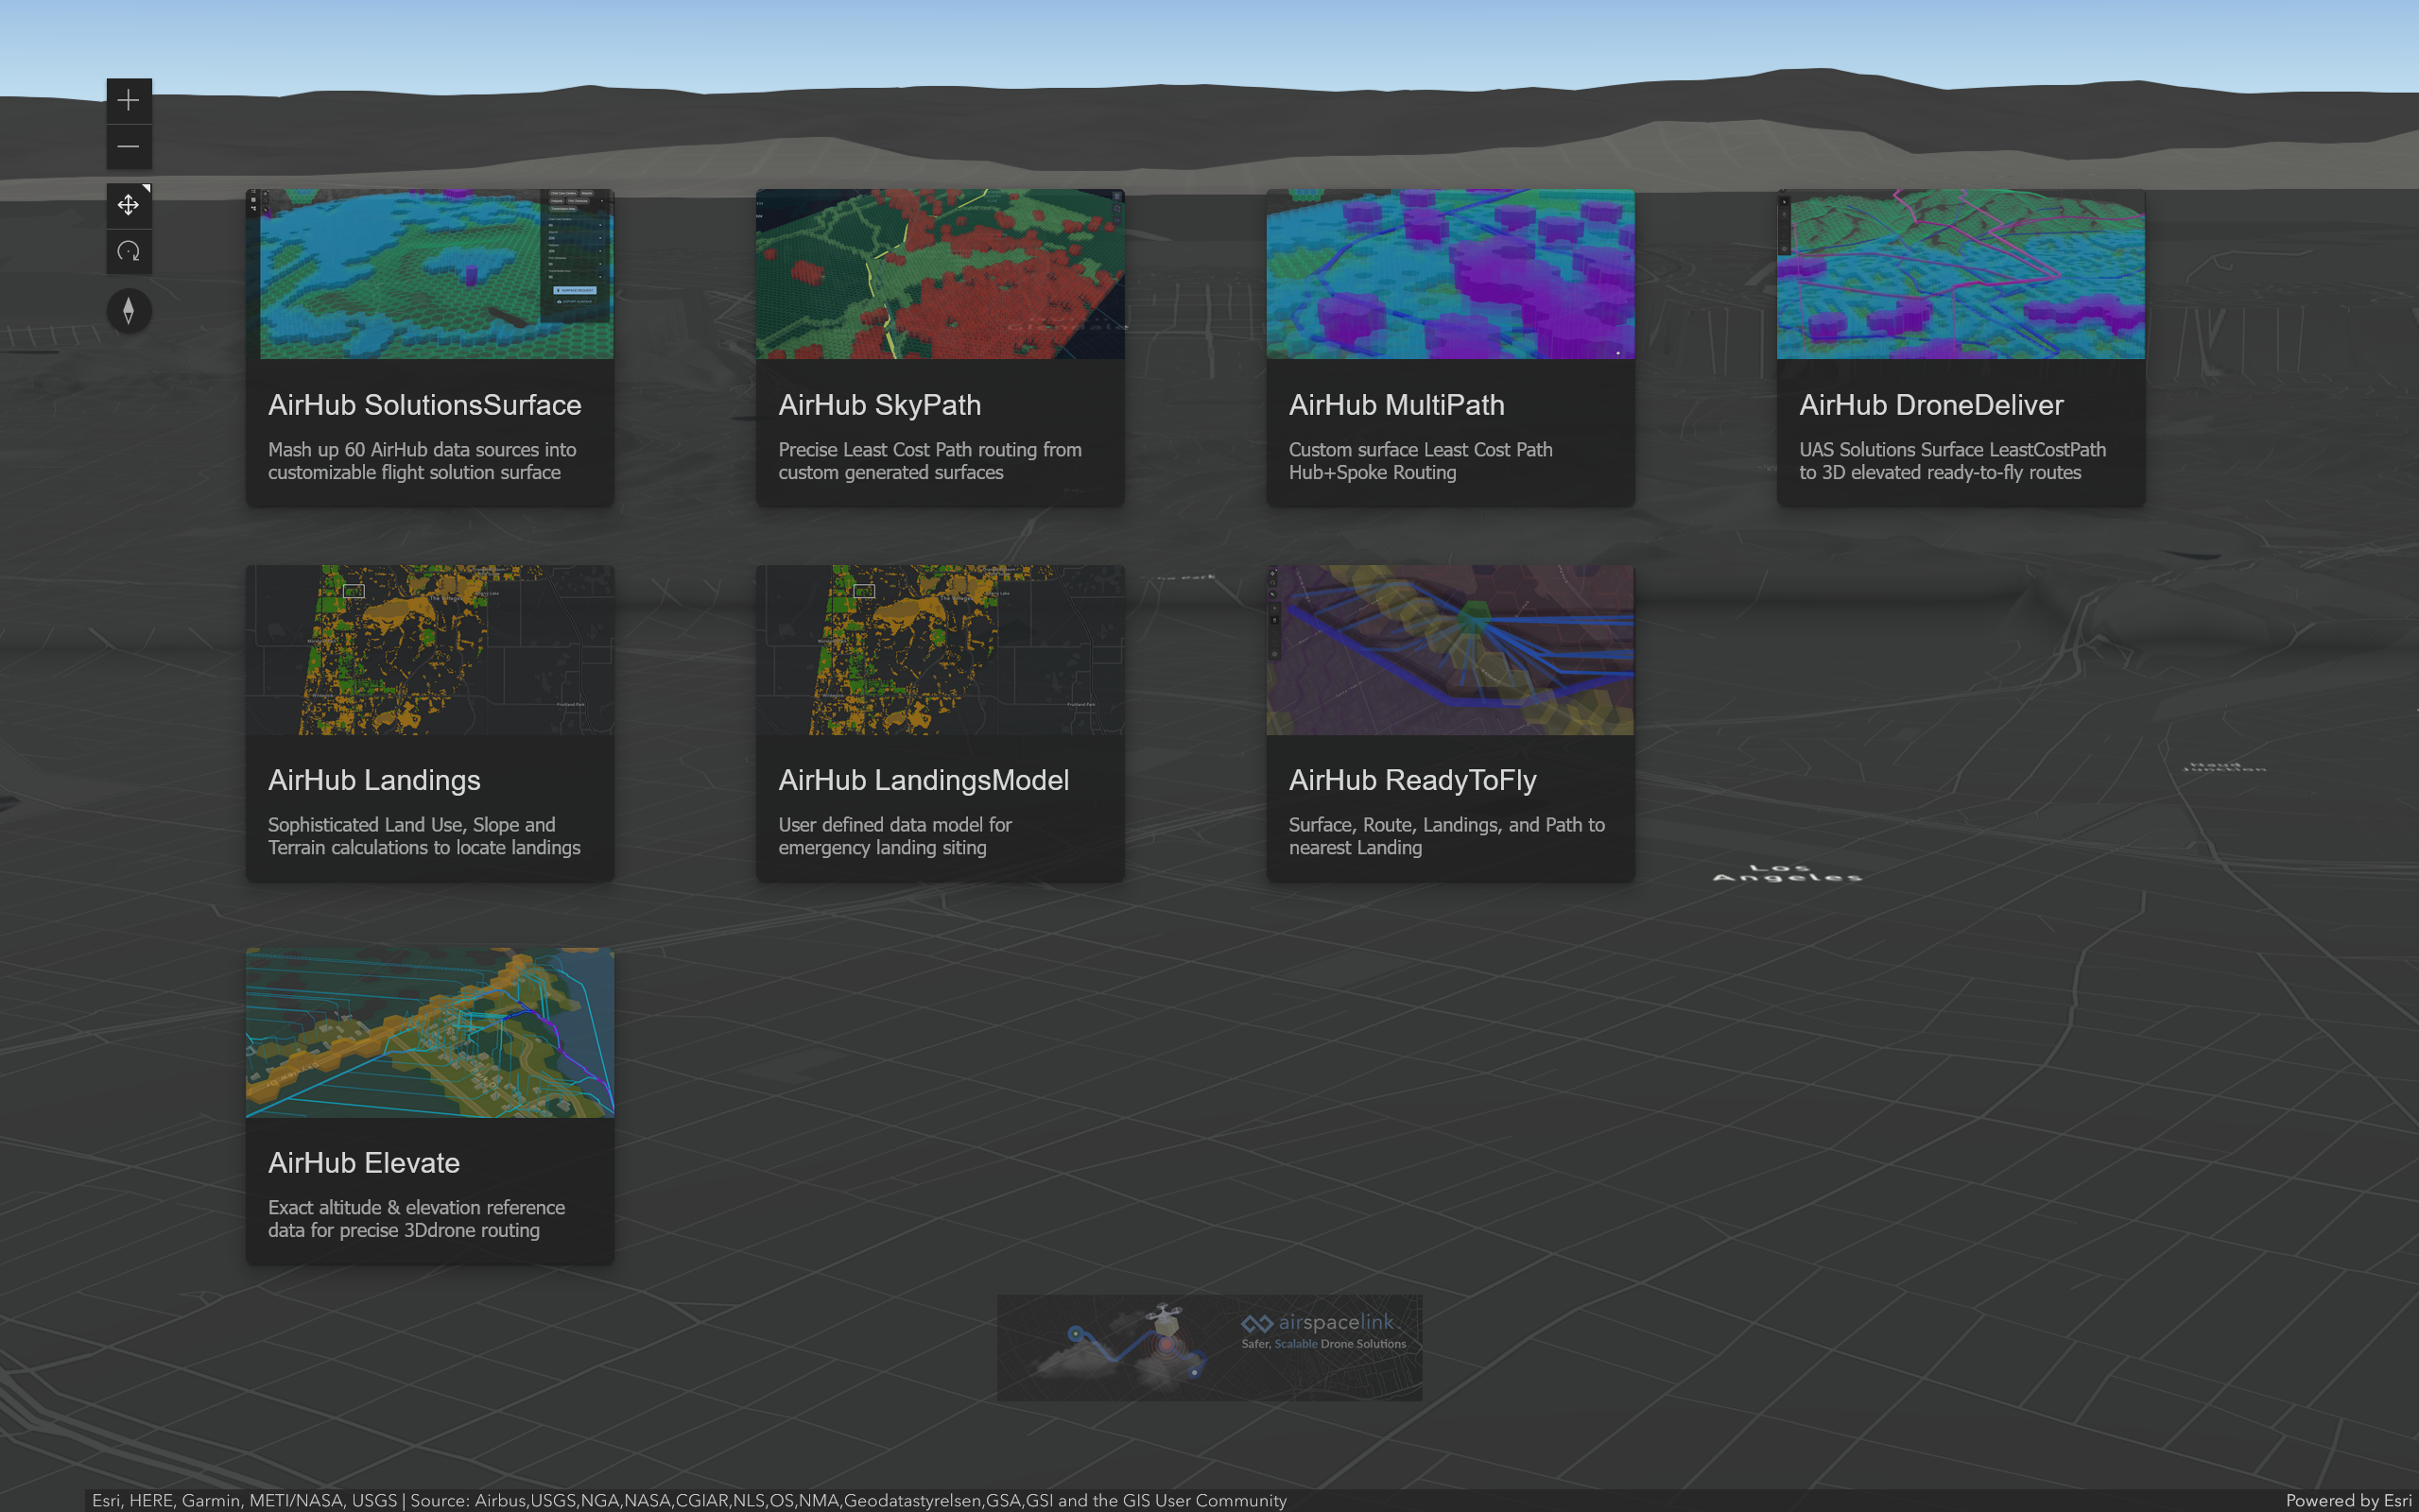 AirHub SolutionsSurface
Mash up 60 AirHub data sources into
customizable flight solution surface
AirHub SkyPath
Precise Least Cost Path routing from
custom generated surfaces
AirHub MultiPath
Custom surface Least Cost Path
Hub+Spoke Routing
AirHub DroneDeliver
UAS Solutions Surface LeastCostPath
to 3D elevated ready-to-fly routes
AirHub Landings
Sophisticated Land Use, Slope and
Terrain calculations to locate landings
AirHub LandingsModel
User defined data model for
emergency landing siting
AirHub ReadyToFly
Surface, Route, Landings, and Path to
nearest Landing
Maud
Junction
Los
Angeles
AirHub Elevate
Exact altitude & elevation reference
data for precise 3Ddrone routing
airspacelink
Safer, Scalable Drone Solutions
Esri, HERE, Garmin, METI/NASA, USGS | Source: Airbus,USGS,NGA,NASA,CGIAR,NLS,OS,NMA,Geodatastyrelsen,GSA,GSI and the GIS User Community
Powered by Esri